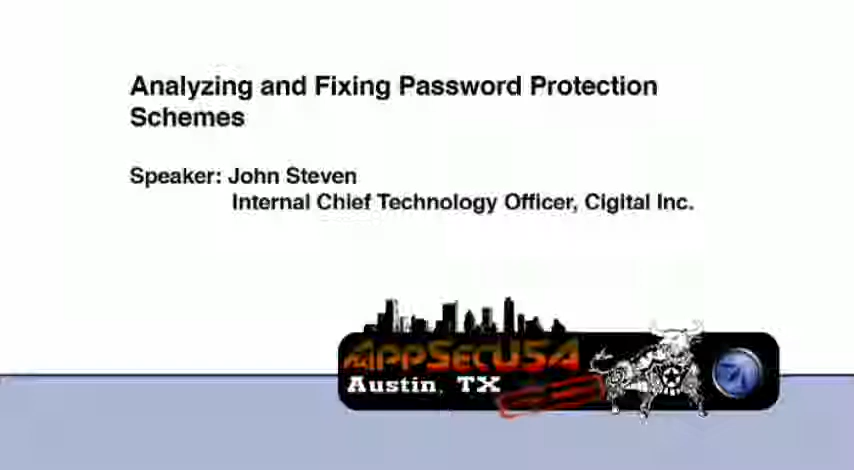 Analyzing and Fixing Password Protection
Schemes
Speaker: John Steven
Internal Chief Technology Officer, Cigital Inc.
AppSecUSA
Austin, TX